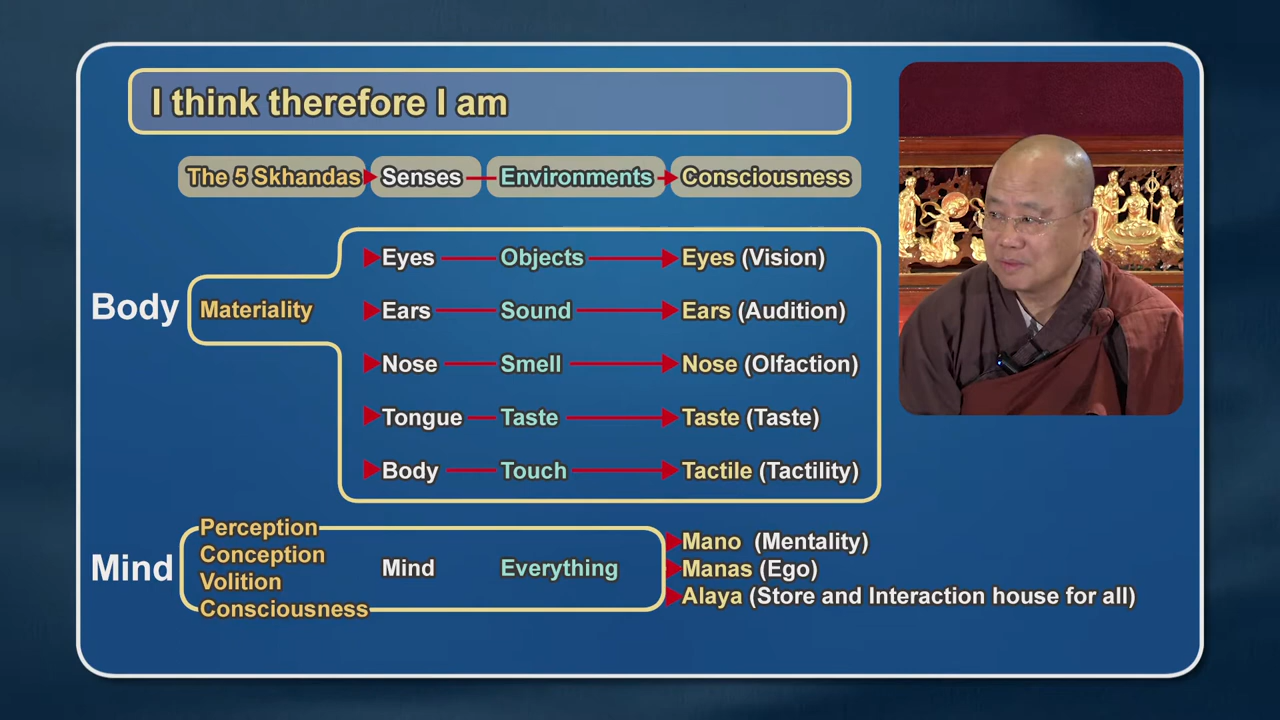 I think therefore I am
The 5 Skhandas Senses Environments Consciousness
Body Materiality
Eyes Objects Eyes (Vision)
Ears Sound Ears (Audition)
Nose Smell Nose (Olfaction)
Tongue Taste Taste (Taste)
Body Touch Tactile (Tactility)
Mind
Perception
Conception
Volition
Consciousness
Mind Everything
Mano (Mentality)
Manas (Ego)
Alaya (Store and Interaction house for all)